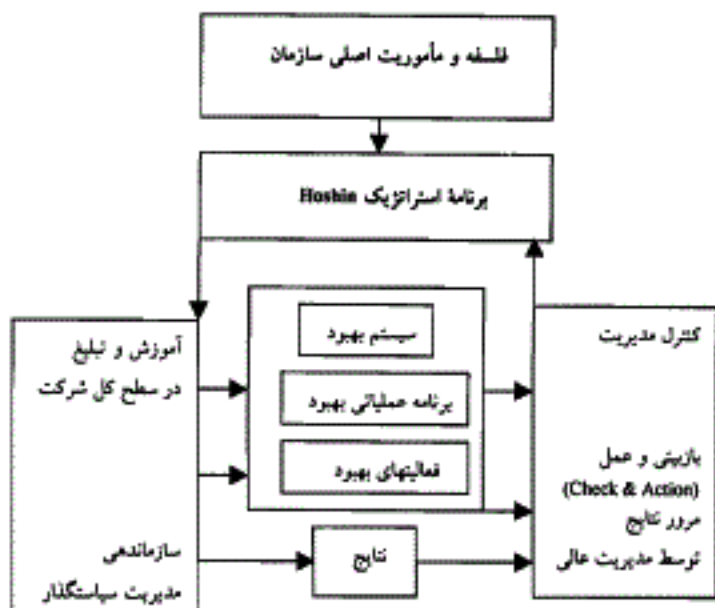 فلسفه و مأموریت اصلی سازمان
برنامهٔ استراتژیک Hoshin
آموزش و تبلیغ
در سطح کل شرکت
سازماندهی
مدیریت سیاستگذار
سیستم بهبود
برنامه عملیاتی بهبود
فعالیتهای بهبود
نتایج
کنترل مدیریت
بازبینی و عمل
(Check & Action)
مرور نتایج
توسط مدیریت عالی